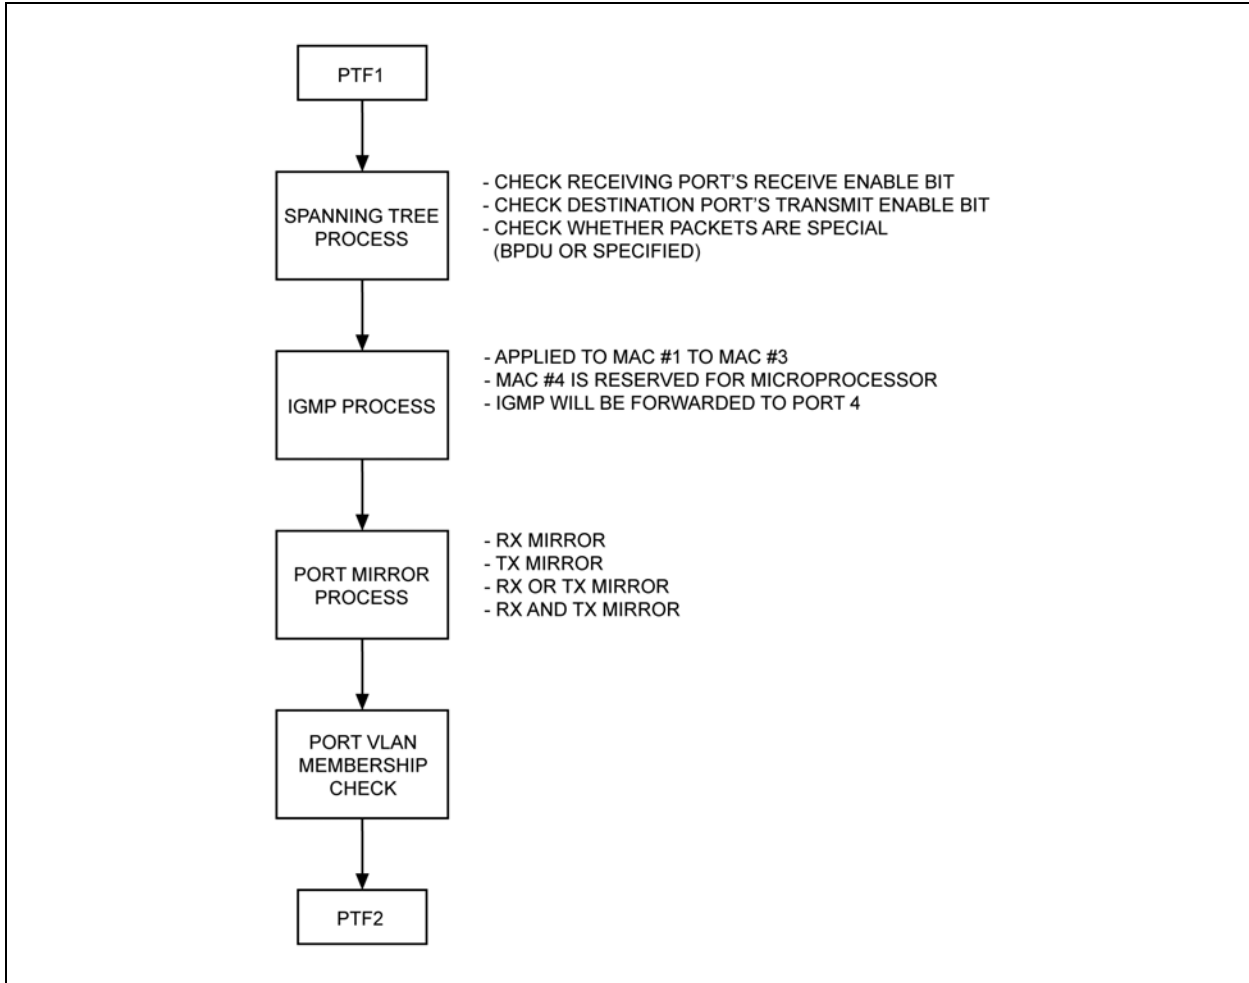 PTF1
SPANNING TREE
PROCESS
- CHECK RECEIVING PORT'S RECEIVE ENABLE BIT
- CHECK DESTINATION PORT'S TRANSMIT ENABLE BIT
- CHECK WHETHER PACKETS ARE SPECIAL
(BPDU OR SPECIFIED)
IGMP PROCESS
- APPLIED TO MAC #1 TO MAC #3
- MAC #4 IS RESERVED FOR MICROPROCESSOR
- IGMP WILL BE FORWARDED TO PORT 4
PORT MIRROR
PROCESS
- RX MIRROR
- TX MIRROR
- RX OR TX MIRROR
- RX AND TX MIRROR
PORT VLAN
MEMBERSHIP
CHECK
PTF2